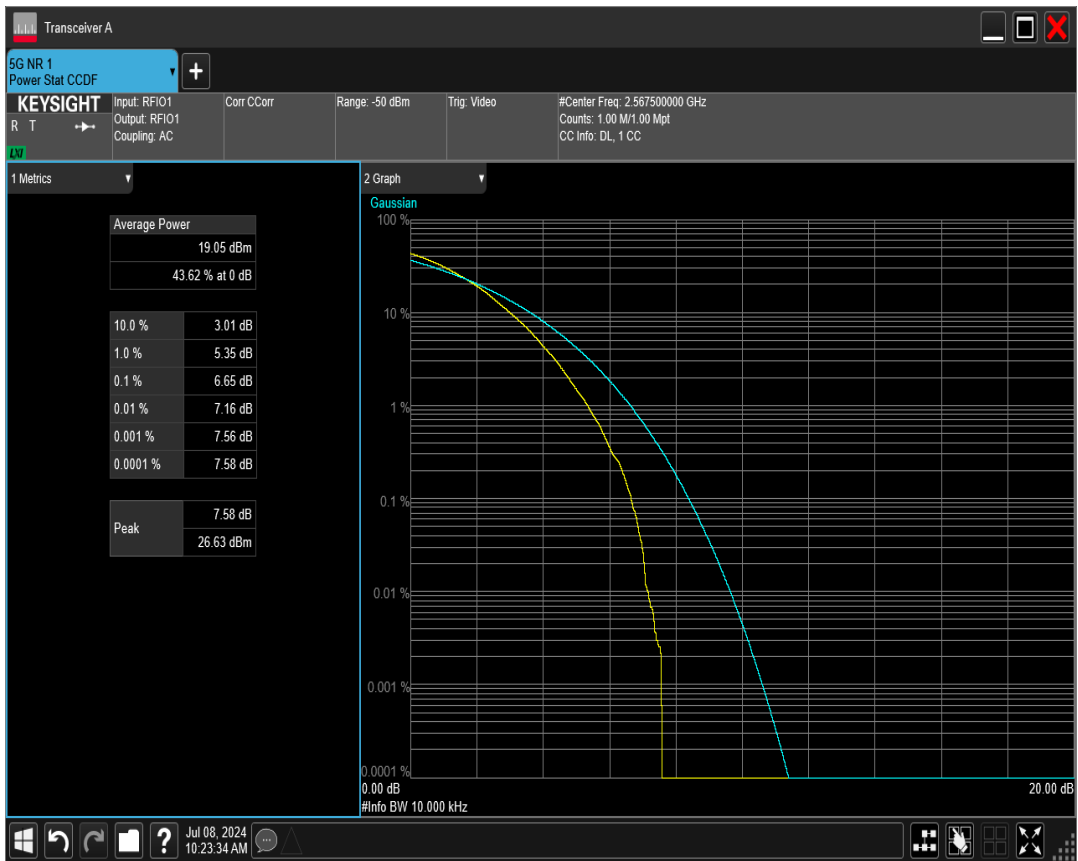 Transceiver A
5G NR 1
Power Stat CCDF
+
KEYSIGHT
R T
LXI
Input: RFIO1
Output: RFIO1
Coupling: AC
Corr CCorr
Range: -50 dBm
Trig: Video
#Center Freq: 2.567500000 GHz
Counts: 1.00 M/1.00 Mpt
CC Info: DL, 1 CC
1 Metrics
Average Power
19.05 dBm
43.62 % at 0 dB
10.0 % 3.01 dB
1.0 % 5.35 dB
0.1 % 6.65 dB
0.01 % 7.16 dB
0.001 % 7.56 dB
0.0001 % 7.58 dB
Peak
7.58 dB
26.63 dBm
2 Graph
Gaussian
100 %
10 %
1 %
0.1 %
0.01 %
0.001 %
0.0001 %
0.00 dB 20.00 dB
#Info BW 10.000 kHz
?
Jul 08, 2024
10:23:34 AM